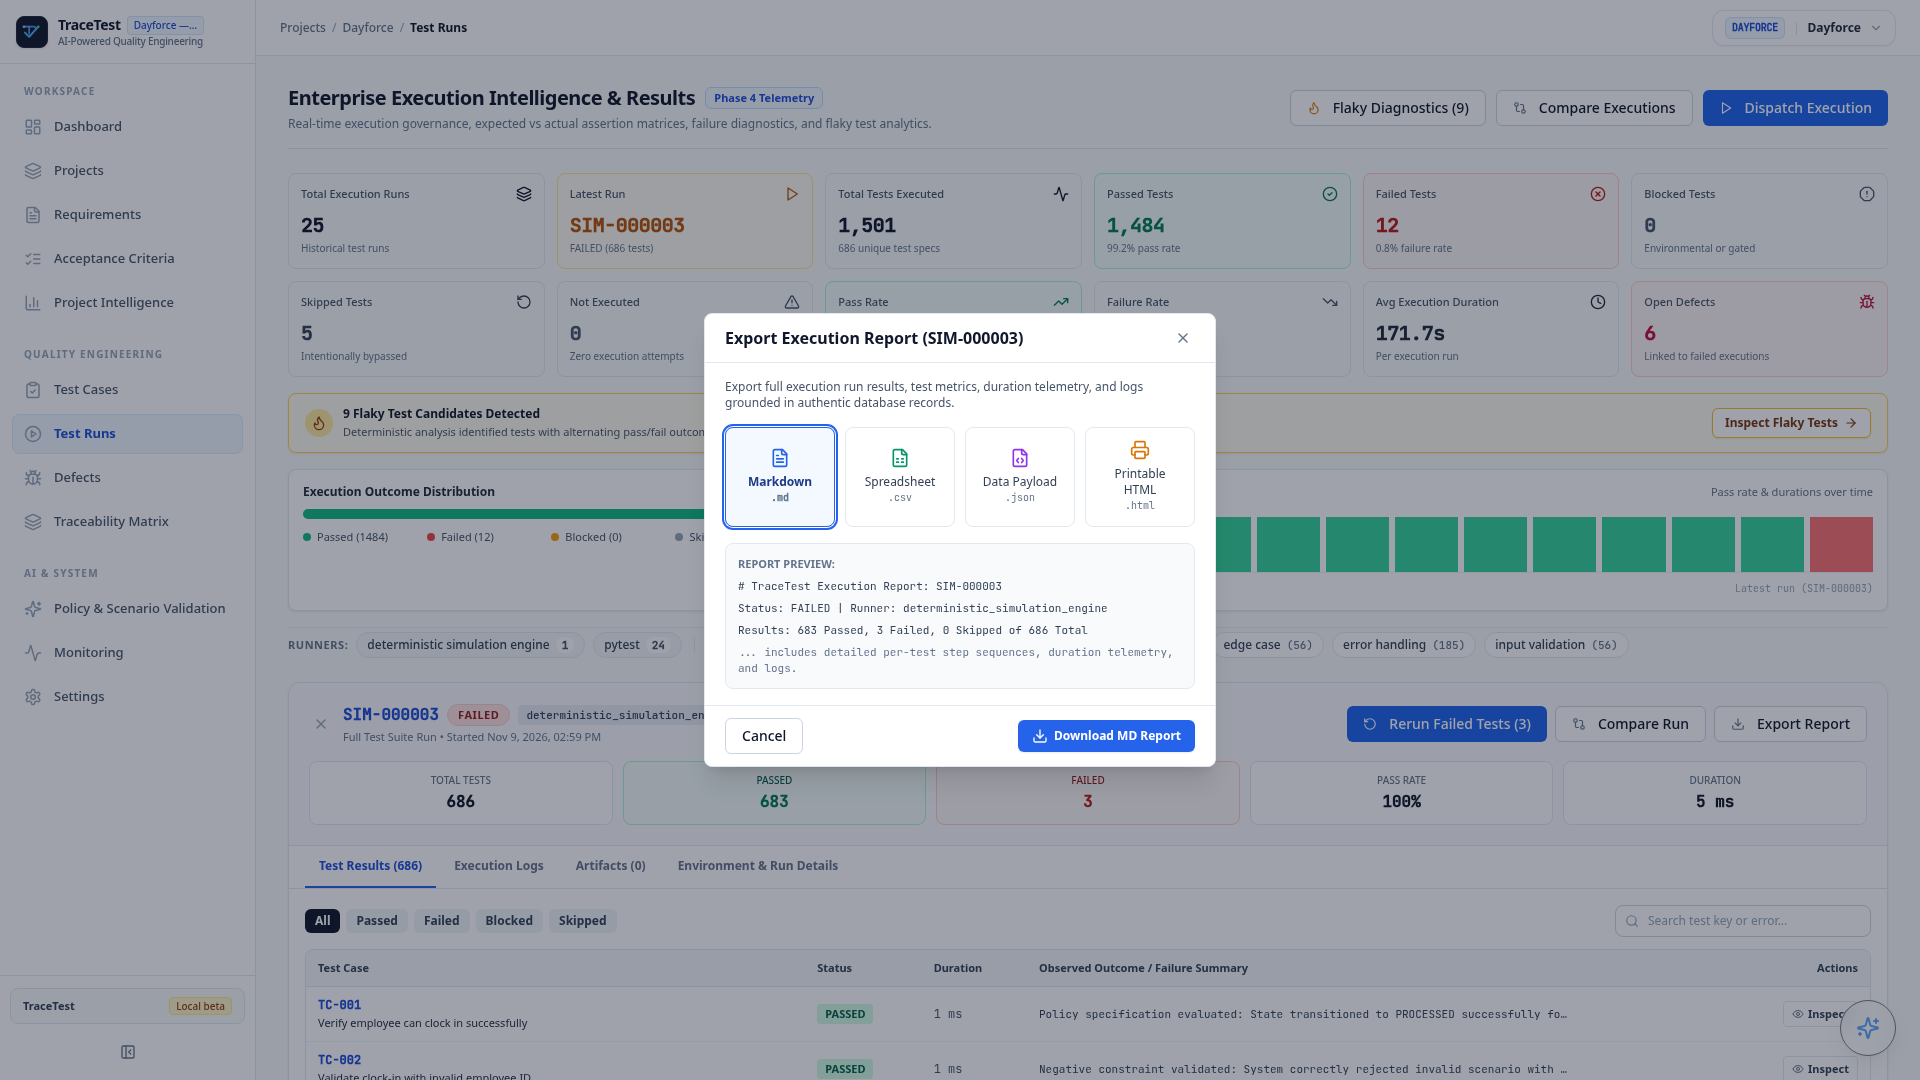 TraceTest Dayforce —...
AI-Powered Quality Engineering
Projects / Dayforce / Test Runs
DAYFORCE Dayforce
WORKSPACE
Dashboard
Projects
Requirements
Acceptance Criteria
Project Intelligence
QUALITY ENGINEERING
Test Cases
Test Runs
Defects
Traceability Matrix
AI & SYSTEM
Policy & Scenario Validation
Monitoring
Settings
TraceTest Local beta
Enterprise Execution Intelligence & Results Phase 4 Telemetry
Real-time execution governance, expected vs actual assertion matrices, failure diagnostics, and flaky test analytics.
Flaky Diagnostics (9) Compare Executions Dispatch Execution
Total Execution Runs
25
Historical test runs
Latest Run
SIM-000003
FAILED (686 tests)
Total Tests Executed
1,501
686 unique test specs
Passed Tests
1,484
99.2% pass rate
Failed Tests
12
0.8% failure rate
Blocked Tests
0
Environmental or gated
Skipped Tests
5
Intentionally bypassed
Not Executed
0
Zero execution attempts
Pass Rate
Failure Rate
Avg Execution Duration
171.7s
Per execution run
Open Defects
6
Linked to failed executions
9 Flaky Test Candidates Detected
Deterministic analysis identified tests with alternating pass/fail outcom
Inspect Flaky Tests
Execution Outcome Distribution
Passed (1484) Failed (12) Blocked (0) Ski
Pass rate & durations over time
Latest run (SIM-000003)
RUNNERS: deterministic simulation engine 1 pytest 24
edge case (56) error handling (185) input validation (56)
Export Execution Report (SIM-000003)
Export full execution run results, test metrics, duration telemetry, and logs
grounded in authentic database records.
Markdown
.md
Spreadsheet
.csv
Data Payload
.json
Printable
HTML
.html
REPORT PREVIEW:
# TraceTest Execution Report: SIM-000003
Status: FAILED | Runner: deterministic_simulation_engine
Results: 683 Passed, 3 Failed, 0 Skipped of 686 Total
... includes detailed per-test step sequences, duration telemetry,
and logs.
Cancel Download MD Report
SIM-000003 FAILED deterministic_simulation_en
Full Test Suite Run • Started Nov 9, 2026, 02:59 PM
Rerun Failed Tests (3) Compare Run Export Report
TOTAL TESTS
686
PASSED
683
FAILED
3
PASS RATE
100%
DURATION
5 ms
Test Results (686) Execution Logs Artifacts (0) Environment & Run Details
All Passed Failed Blocked Skipped
Search test key or error...
Test Case Status Duration Observed Outcome / Failure Summary Actions
TC-001
Verify employee can clock in successfully
PASSED 1 ms Policy specification evaluated: State transitioned to PROCESSED successfully fo… Inspec
TC-002
Validate clock-in with invalid employee ID
PASSED 1 ms Negative constraint validated: System correctly rejected invalid scenario with … Inspect